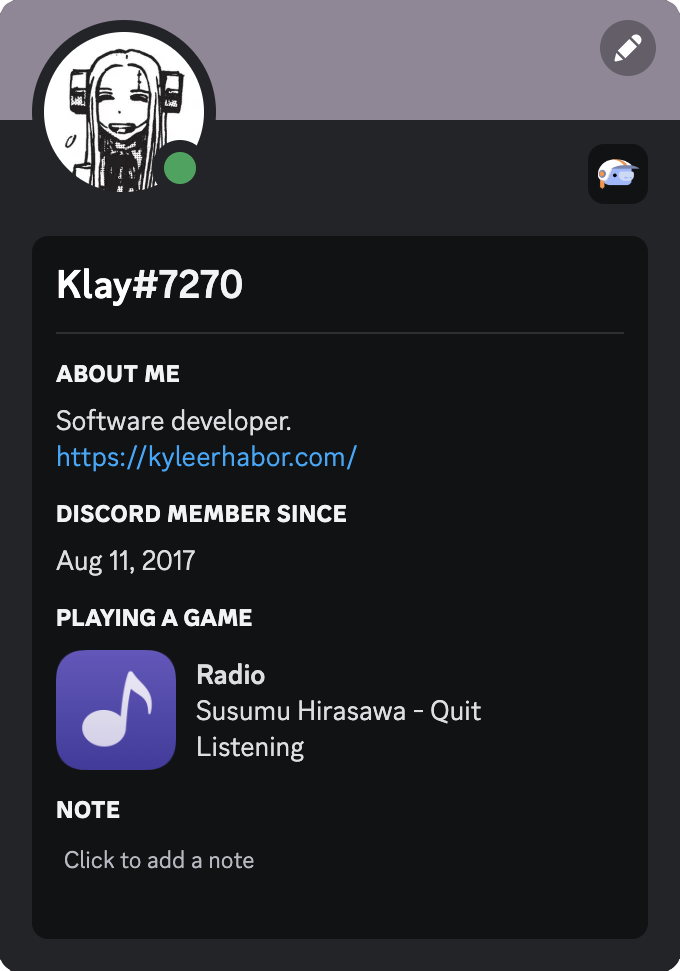 Klay#7270
ABOUT ME
Software developer.
https://kyleerhabor.com/
DISCORD MEMBER SINCE
Aug 11, 2017
PLAYING A GAME
Radio
Susumu Hirasawa - Quit
Listening
NOTE
Click to add a note